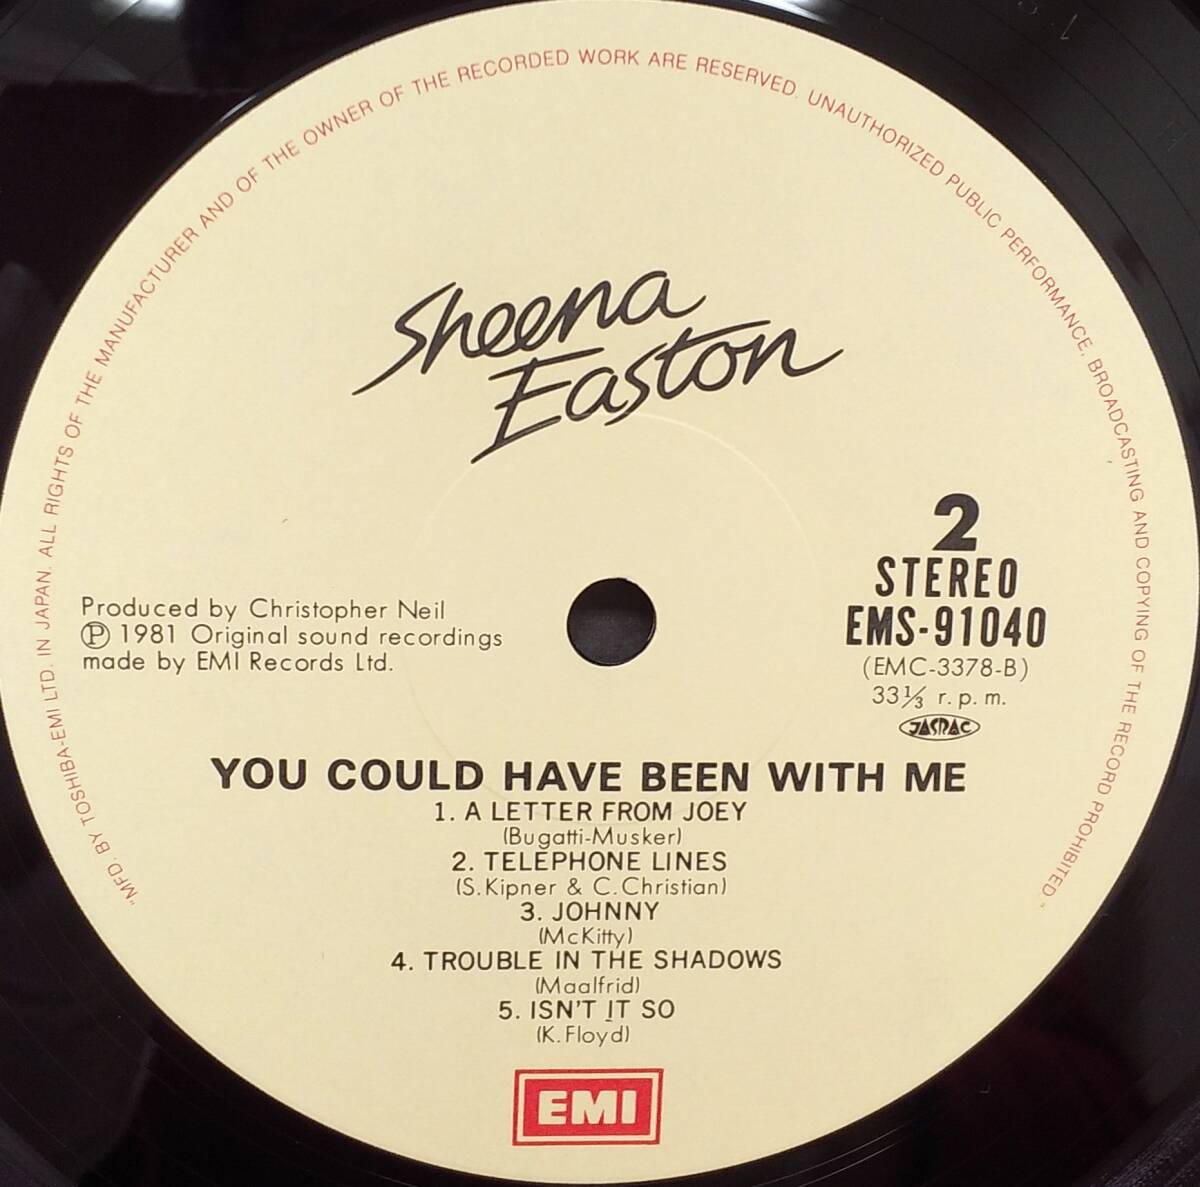 "MFD. BY TOSHIBA-EMI LTD. IN JAPAN. ALL RIGHTS OF THE MANUFACTURER AND OF THE OWNER OF THE RECORDED WORK ARE RESERVED. UNAUTHORIZED PUBLIC PERFORMANCE, BROADCASTING AND COPYING OF THE RECORD PROHIBITED"
Sheena
Easton
2
STEREO
EMS-91040
(EMC-3378-B)
33⅓ r.p.m.
JASRAC
Produced by Christopher Neil
Ⓟ 1981 Original sound recordings
made by EMI Records Ltd.
YOU COULD HAVE BEEN WITH ME
1. A LETTER FROM JOEY
(Bugatti-Musker)
2. TELEPHONE LINES
(S.Kipner & C.Christian)
3. JOHNNY
(McKitty)
4. TROUBLE IN THE SHADOWS
(Maalfrid)
5. ISN'T IT SO
(K.Floyd)
EMI